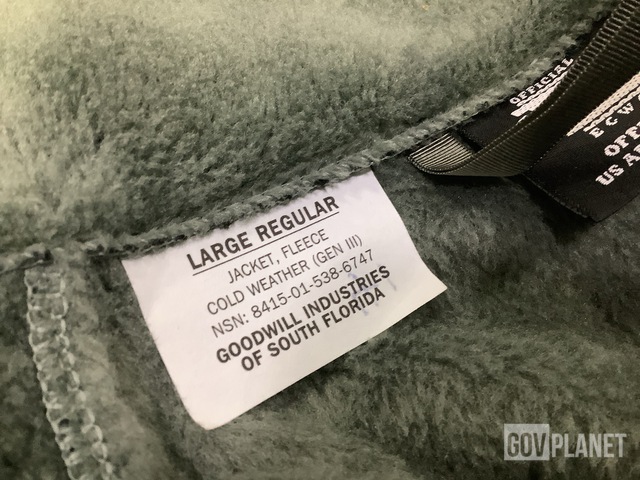 LARGE REGULAR
JACKET, FLEECE
COLD WEATHER (GEN III)
NSN: 8415-01-538-6747
GOODWILL INDUSTRIES
OF SOUTH FLORIDA
OFFICIAL
US
GOVPLANET